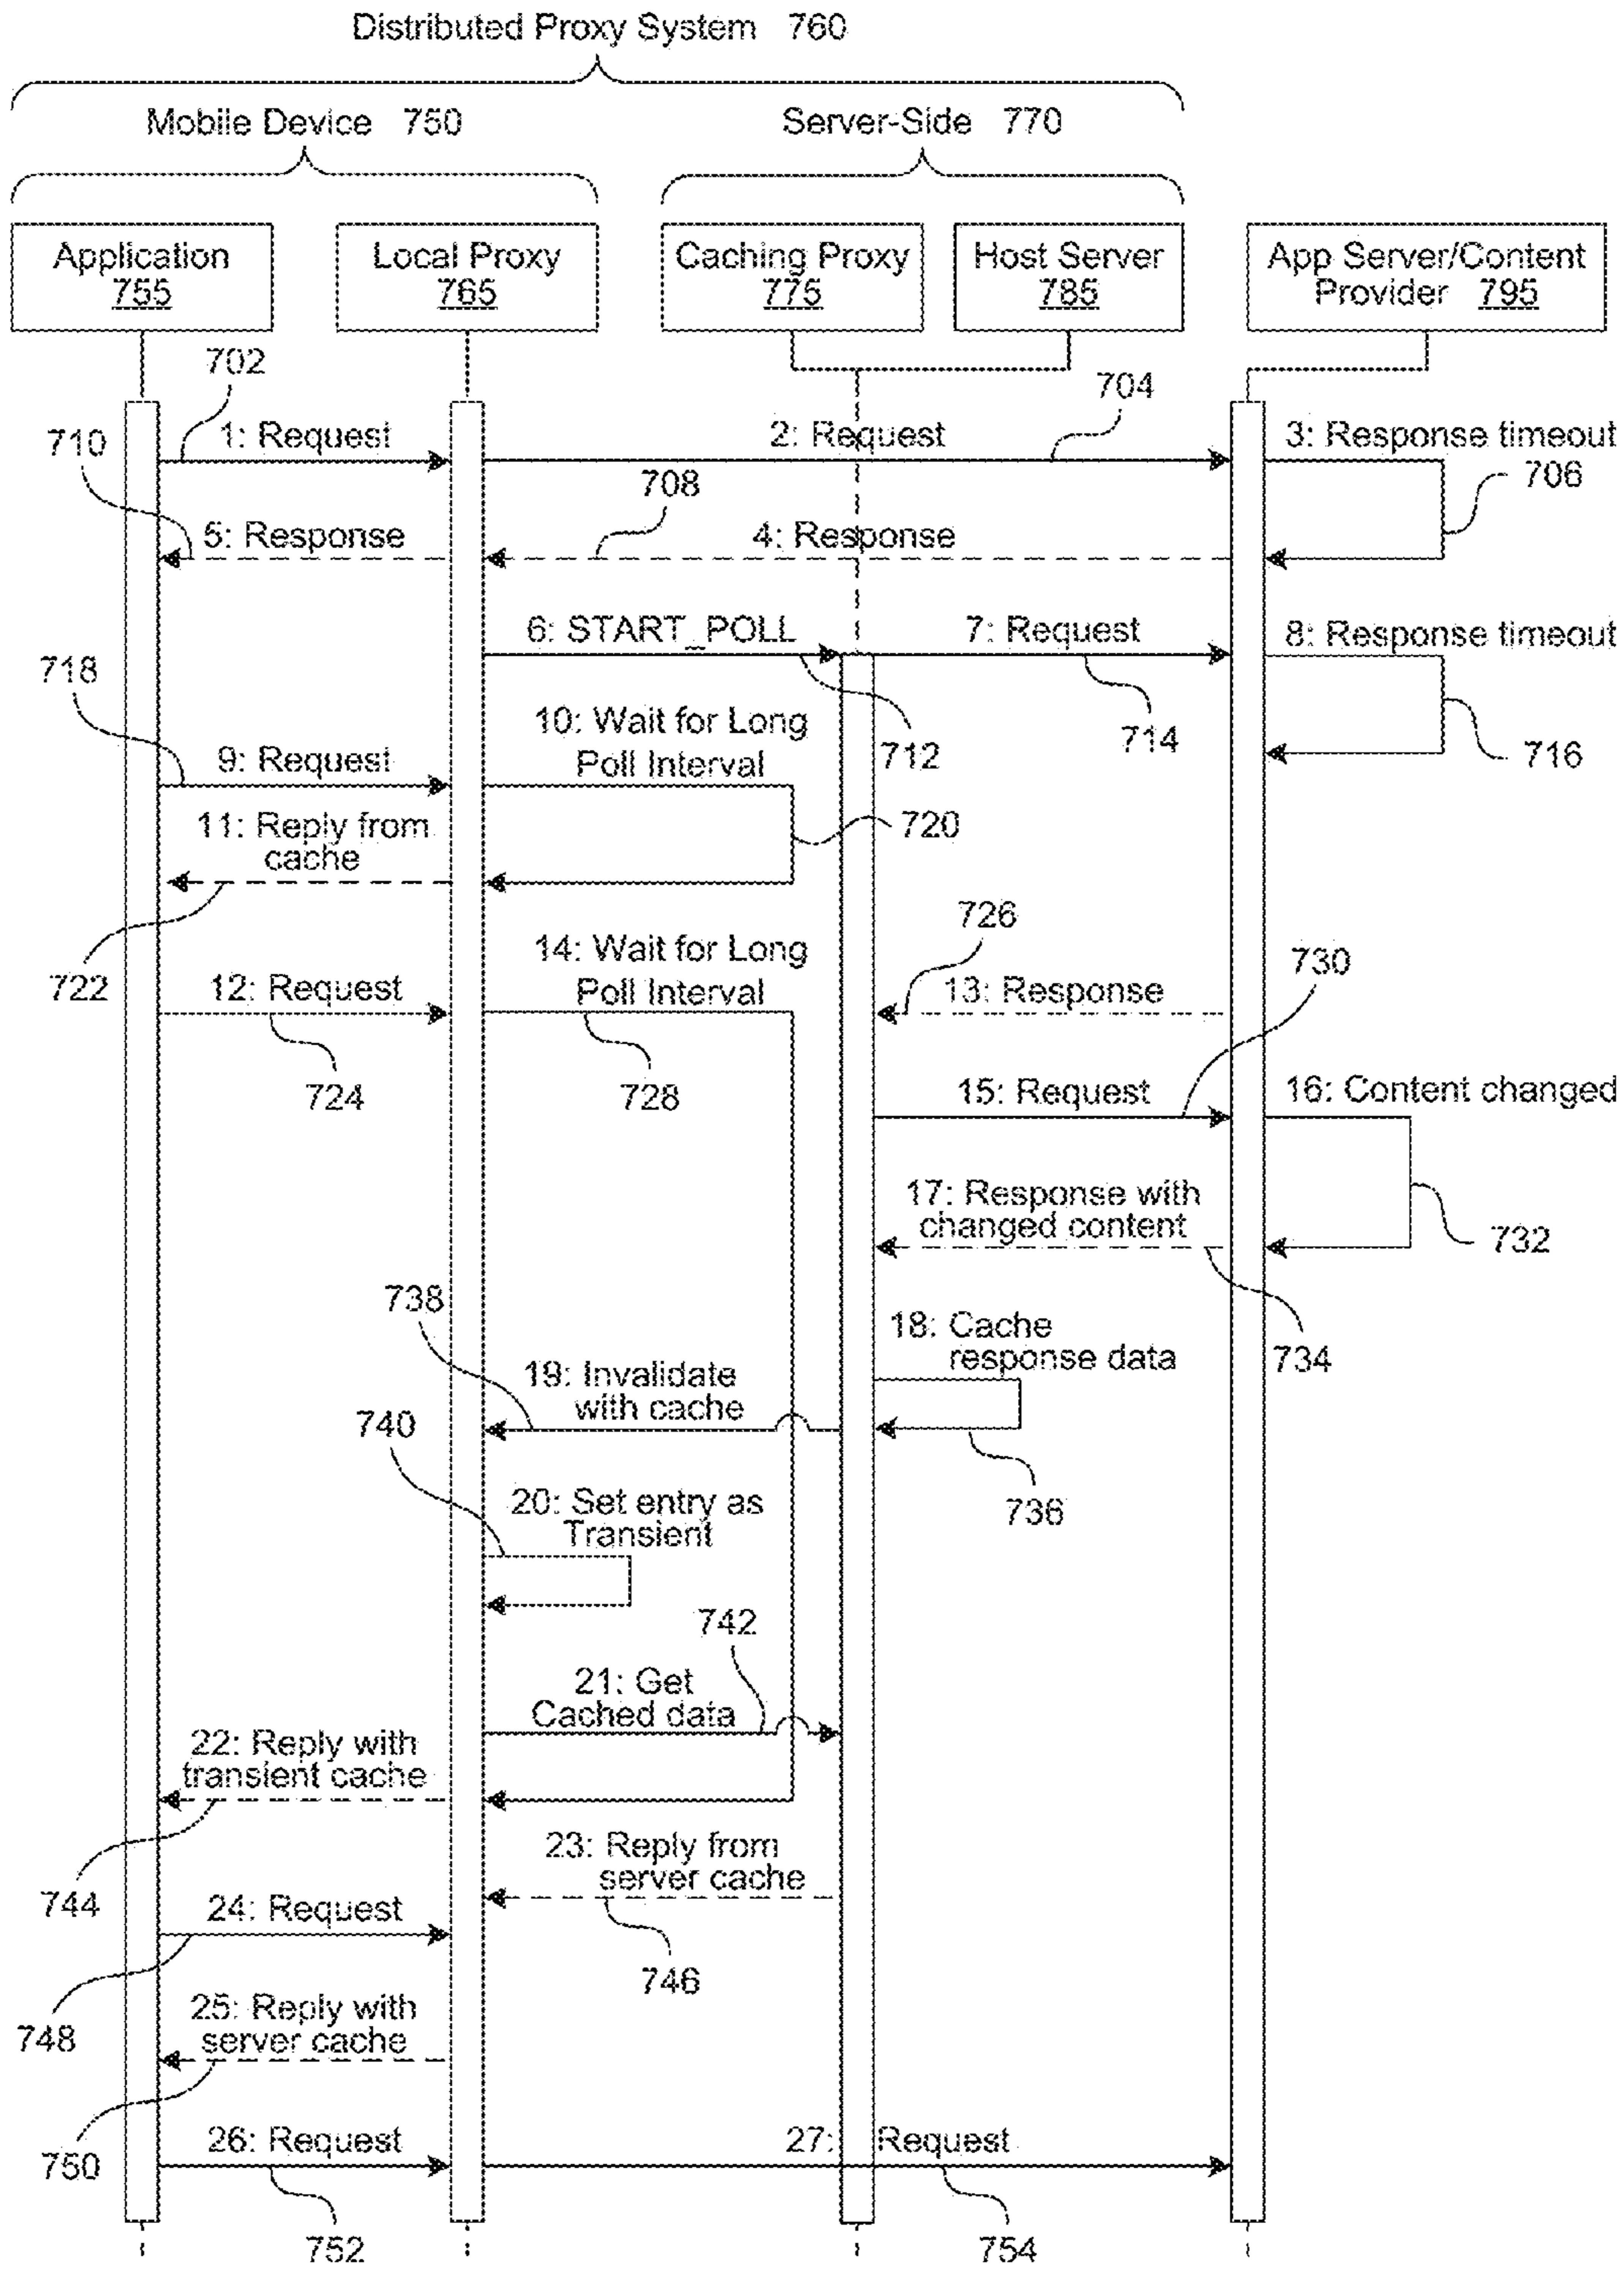 Distributed Proxy System 760
Mobile Device 750
Server-Side 770
Application
755
Local Proxy
765
Caching Proxy
775
Host Server
785
App Server/Content
Provider 795
702
704
710
1: Request
2: Request
3: Response timeout
706
708
5: Response
4: Response
6: START_POLL
7: Request
8: Response timeout
718
10: Wait for Long
Poll Interval
712
714
716
9: Request
11: Reply from
cache
720
726
14: Wait for Long
Poll Interval
730
722
12: Request
13: Response
724
728
15: Request
16: Content changed
17: Response with
changed content
732
738
18: Cache
response data
734
19: Invalidate
with cache
740
20: Set entry as
Transient
736
742
21: Get
Cached data
22: Reply with
transient cache
23: Reply from
server cache
744
24: Request
746
25: Reply with
server cache
748
26: Request
27: Request
750
752
754